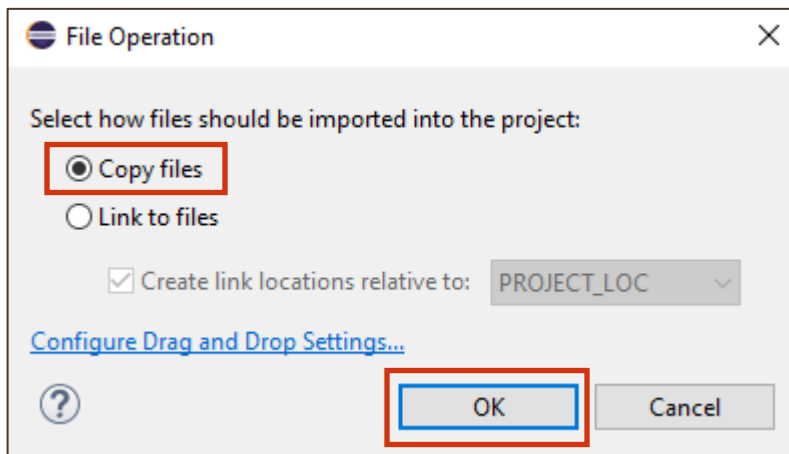 File Operation
Select how files should be imported into the project:
Copy files
Link to files
Create link locations relative to: PROJECT_LOC
Configure Drag and Drop Settings...
? OK Cancel